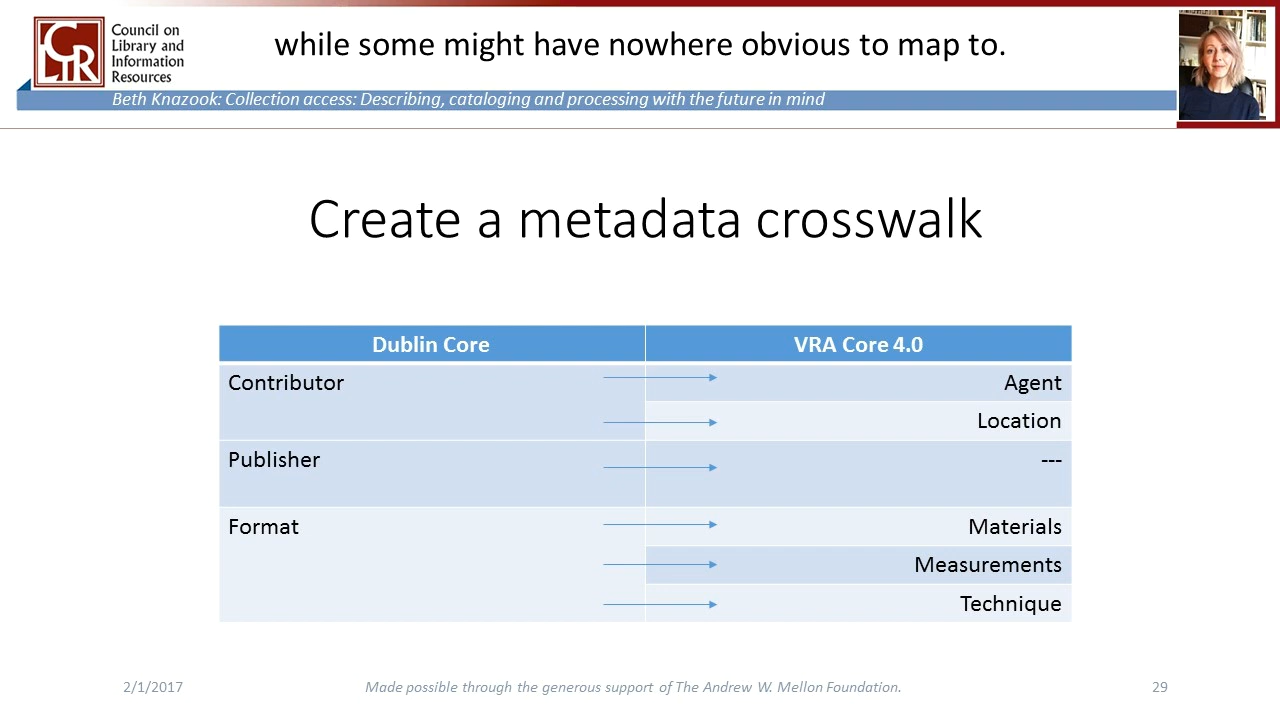 Council on
Library and
Information
Resources
CLIR
while some might have nowhere obvious to map to.
Beth Knazook: Collection access: Describing, cataloging and processing with the future in mind
Create a metadata crosswalk
Dublin Core VRA Core 4.0
Contributor Agent
Location
Publisher ---
Format Materials
Measurements
Technique
2/1/2017 Made possible through the generous support of The Andrew W. Mellon Foundation. 29